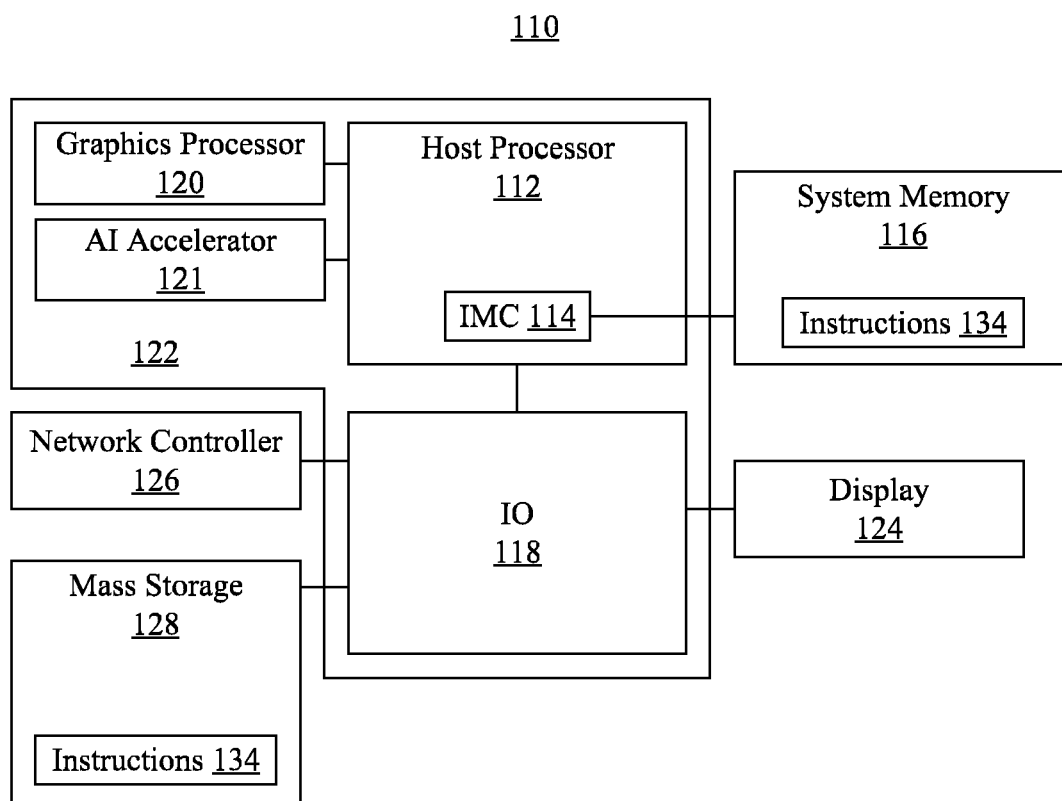 110
Graphics Processor
120
Host Processor
112
System Memory
116
AI Accelerator
121
IMC 114
Instructions 134
122
Network Controller
126
IO
118
Display
124
Mass Storage
128
Instructions 134